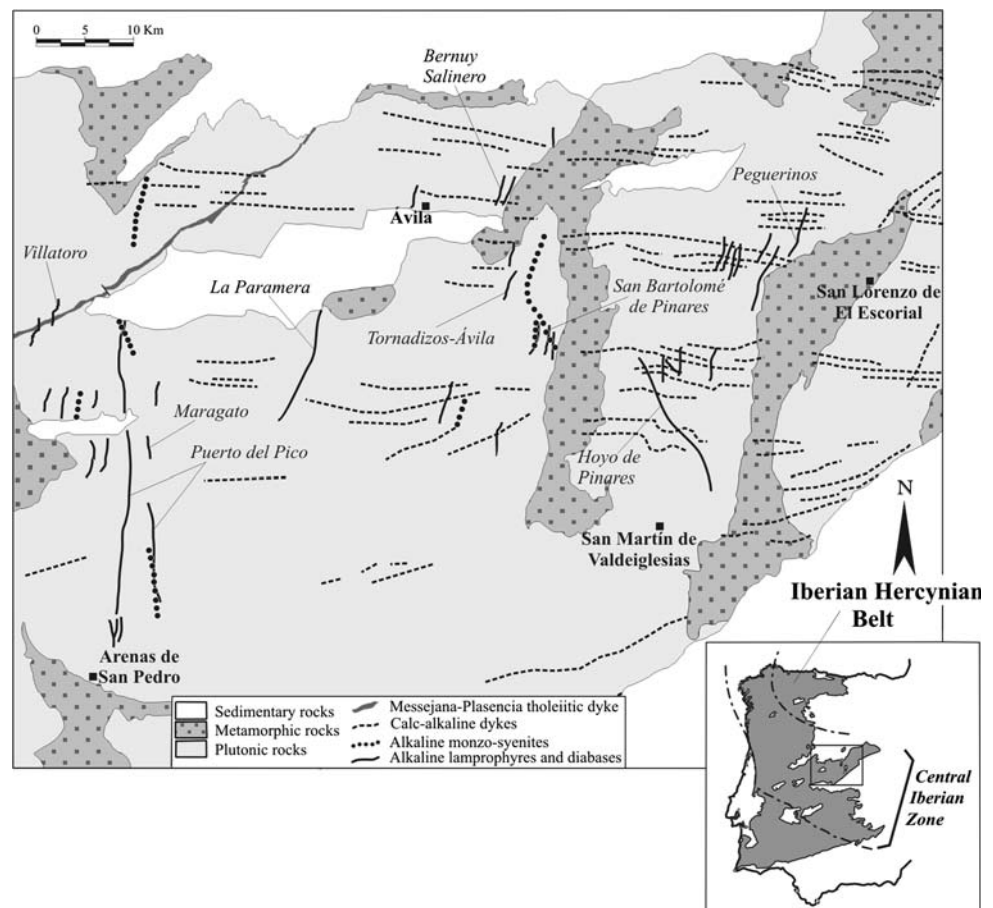 0 5 10 Km
Bernuy
Salinero
Peguerinos
Ávila
Villatoro
La Paramera
San Bartolomé
de Pinares
San Lorenzo de
El Escorial
Tornadizos-Ávila
Maragato
Puerto del Pico
Hoyo de
Pinares
N
San Martín de
Valdeiglesias
Iberian Hercynian
Belt
Arenas de
San Pedro
Sedimentary rocks
Metamorphic rocks
Plutonic rocks
Messejana-Plasencia tholeiitic dyke
Calc-alkaline dykes
Alkaline monzo-syenites
Alkaline lamprophyres and diabases
Central
Iberian
Zone